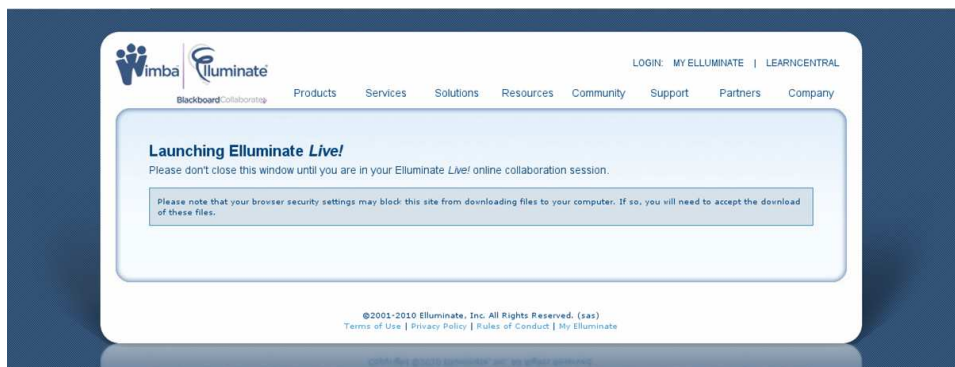 Wimba Elluminate
LOGIN: MY ELLUMINATE | LEARNCENTRAL
BlackboardCollaborate
Products Services Solutions Resources Community Support Partners Company
Launching Elluminate Live!
Please don't close this window until you are in your Elluminate Live! online collaboration session.
Please note that your browser security settings may block this site from downloading files to your computer. If so, you will need to accept the download
of these files.
©2001-2010 Elluminate, Inc. All Rights Reserved. (sas)
Terms of Use | Privacy Policy | Rules of Conduct | My Elluminate